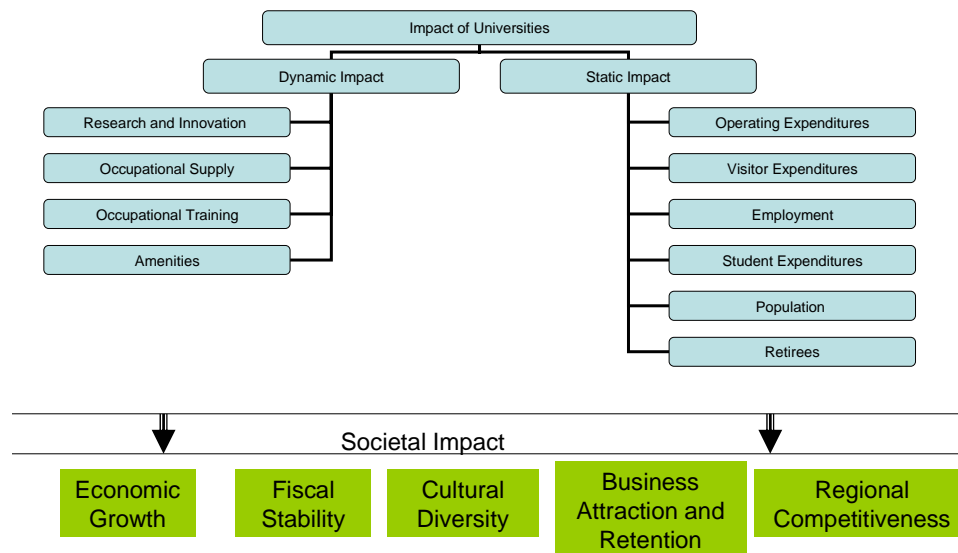 Impact of Universities
Dynamic Impact
Static Impact
Research and Innovation
Occupational Supply
Occupational Training
Amenities
Operating Expenditures
Visitor Expenditures
Employment
Student Expenditures
Population
Retirees
Societal Impact
Economic
Growth
Fiscal
Stability
Cultural
Diversity
Business
Attraction and
Retention
Regional
Competitiveness